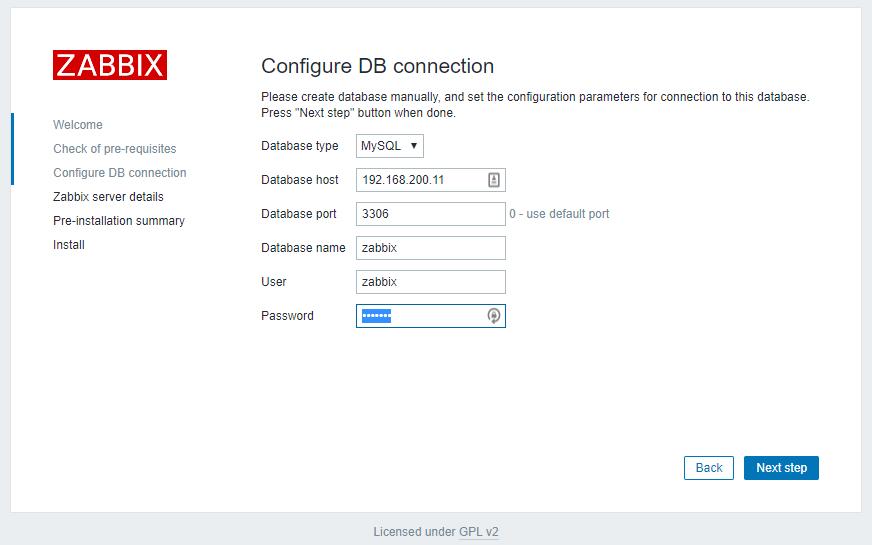 ZABBIX
Welcome
Check of pre-requisites
Configure DB connection
Zabbix server details
Pre-installation summary
Install
Configure DB connection
Please create database manually, and set the configuration parameters for connection to this database.
Press "Next step" button when done.
Database type MySQL
Database host 192.168.200.11
Database port 3306 0 - use default port
Database name zabbix
User zabbix
Password •••••••
Back Next step
Licensed under GPL v2